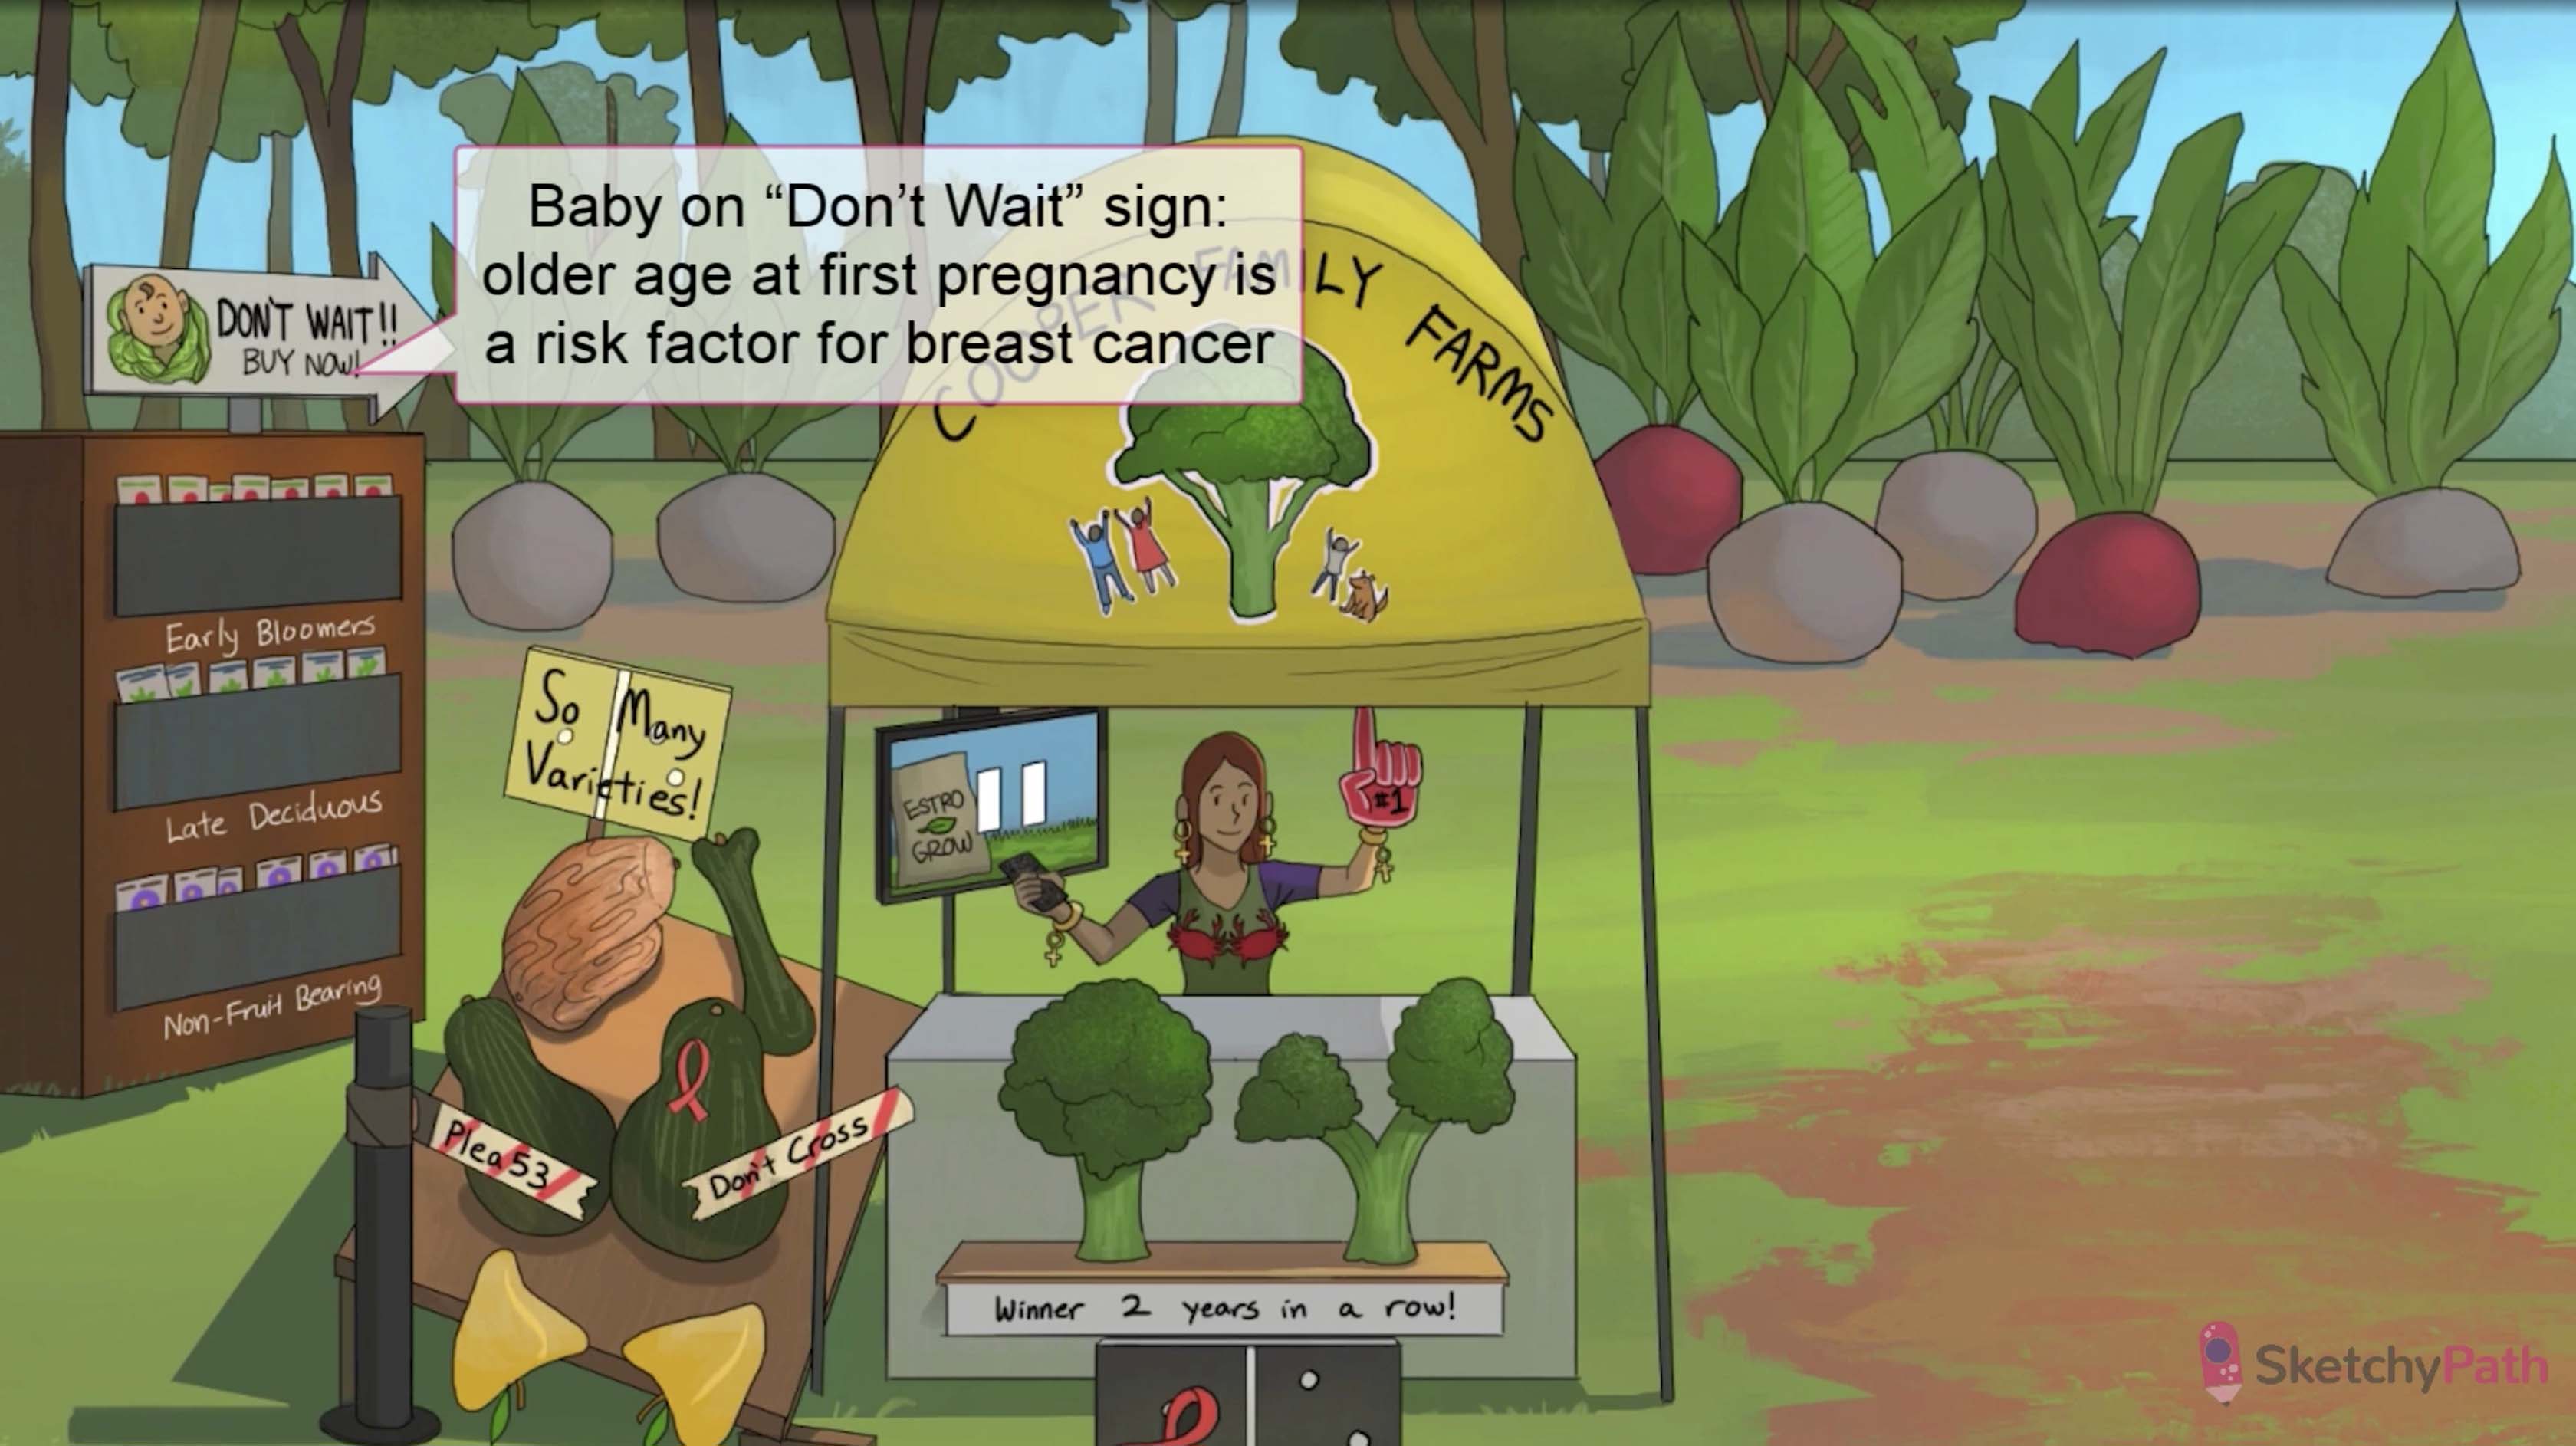 Baby on “Don’t Wait” sign:
older age at first pregnancy is
a risk factor for breast cancer
COOPER FAMILY FARMS
DON'T WAIT!!
BUY NOW!
Early Bloomers
Late Deciduous
Non-Fruit Bearing
So Many
Varieties!
ESTRO
GROW
#1
Plea53
Don't Cross
Winner 2 years in a row!
SketchyPath